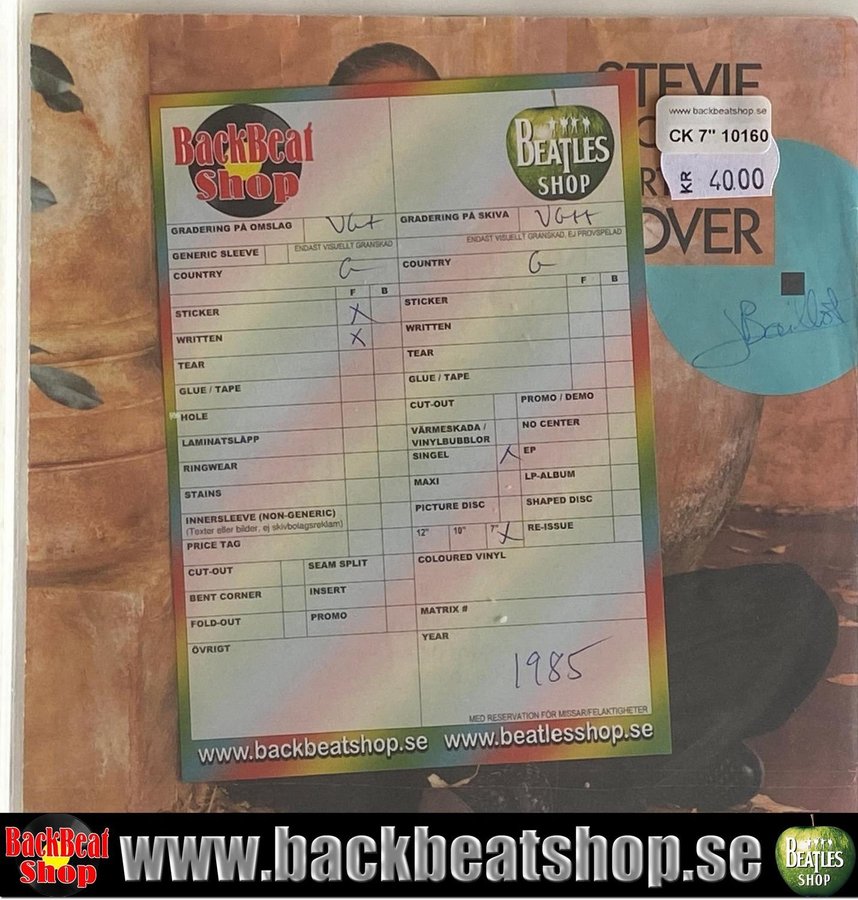 STEVIE
OVER
www.backbeatshop.se
CK 7" 10160
KR 40.00
BackBeat
Shop
BEATLES
SHOP
GRADERING PÅ OMSLAG VG+
GRADERING PÅ SKIVA VG++
ENDAST VISUELLT GRANSKAD
ENDAST VISUELLT GRANSKAD, EJ PROVSPELAD
GENERIC SLEEVE
COUNTRY G
COUNTRY G
F B
F B
STICKER X
STICKER
WRITTEN X
WRITTEN
TEAR
TEAR
GLUE / TAPE
GLUE / TAPE
HOLE
CUT-OUT
PROMO / DEMO
LAMINATSLÄPP
VÄRMESKADA /
VINYLBUBBLOR
NO CENTER
RINGWEAR
SINGEL X
EP
STAINS
MAXI
LP-ALBUM
INNERSLEEVE (NON-GENERIC)
(Texter eller bilder, ej skivbolagsreklam)
PICTURE DISC
SHAPED DISC
PRICE TAG
12" 10" 7" X
RE-ISSUE
CUT-OUT
SEAM SPLIT
COLOURED VINYL
BENT CORNER
INSERT
FOLD-OUT
PROMO
MATRIX #
ÖVRIGT
YEAR
1985
MED RESERVATION FÖR MISSAR/FELAKTIGHETER
www.backbeatshop.se www.beatlesshop.se
BackBeat
Shop
www.backbeatshop.se
BEATLES
SHOP